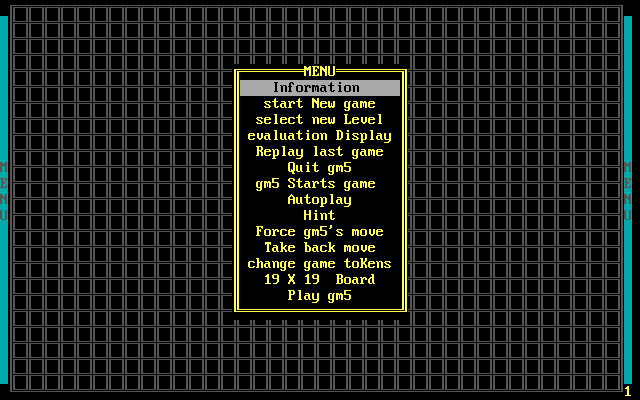 MENU
Information
start New game
select new Level
evaluation Display
Replay last game
Quit gm5
gm5 Starts game
Autoplay
Hint
Force gm5's move
Take back move
change game toKens
19 X 19  Board
Play gm5
M
E
N
U
M
E
N
U
1